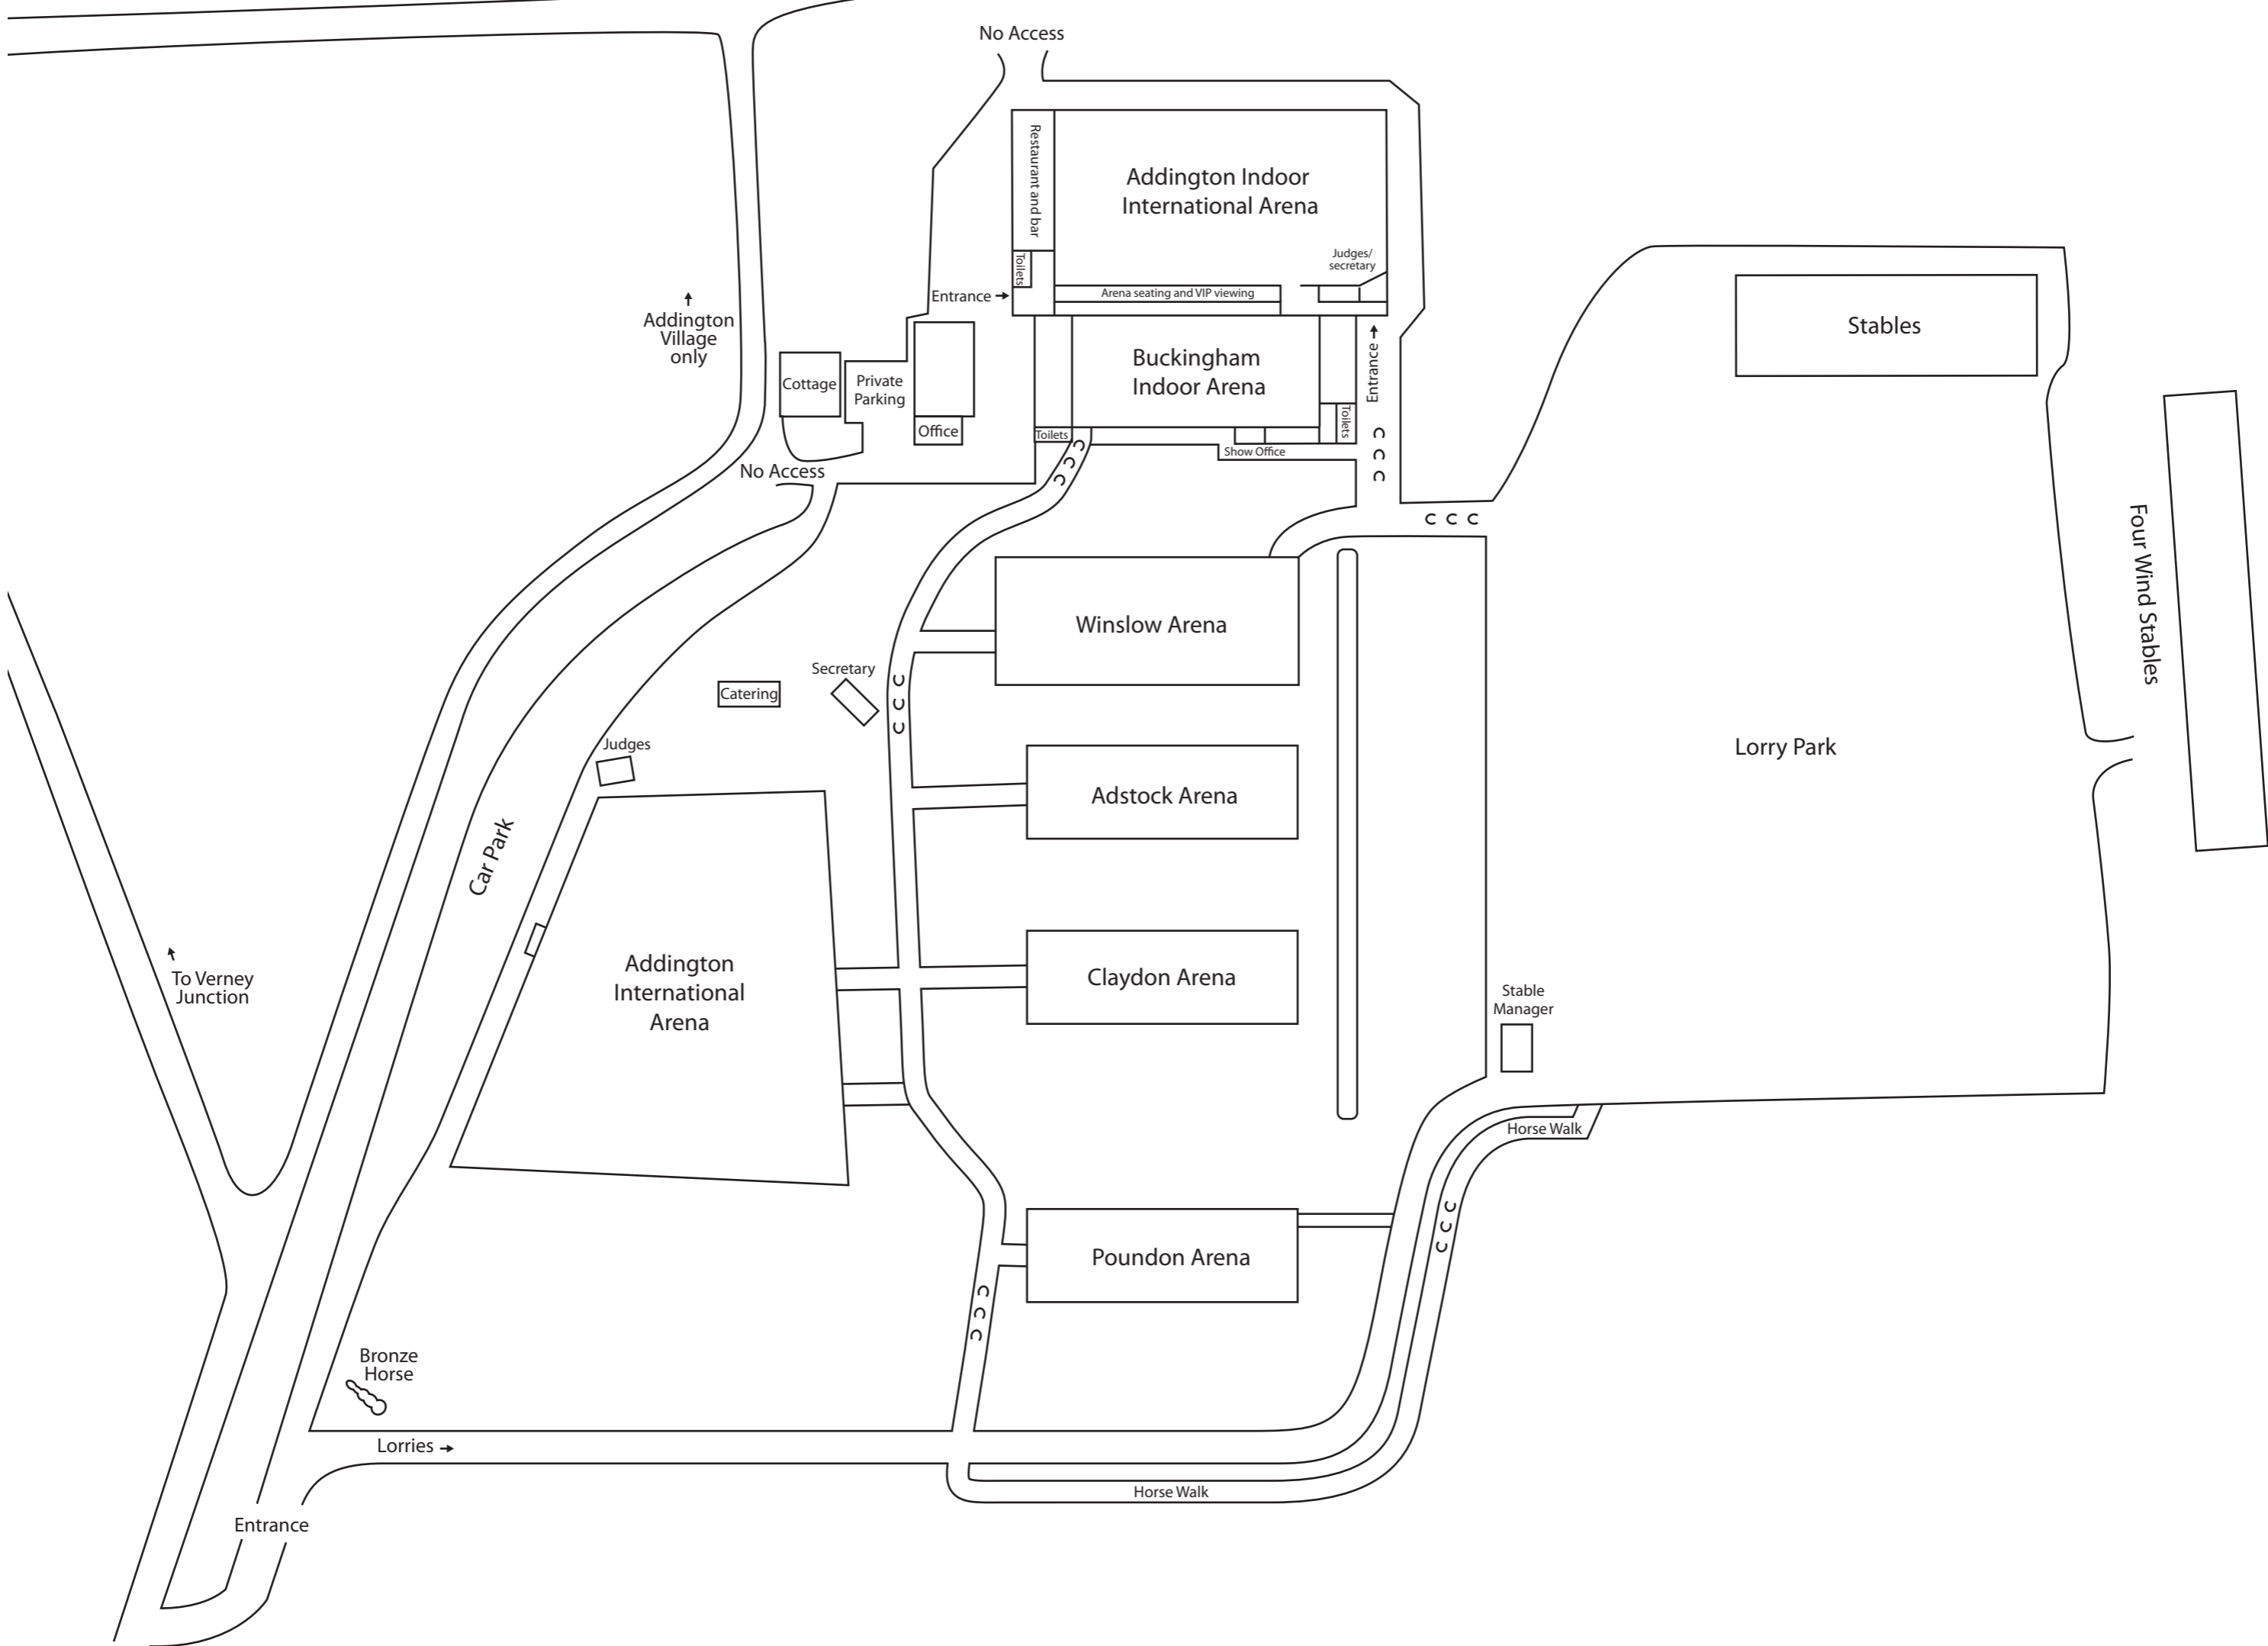 No Access
Restaurant and bar
Addington Indoor
International Arena
Toilets
Judges/
secretary
Entrance
Arena seating and VIP viewing
Addington
Village
only
Stables
Buckingham
Indoor Arena
Entrance
Cottage
Private
Parking
Office
Toilets
Toilets
Show Office
No Access
Four Wind Stables
Winslow Arena
Secretary
Catering
Judges
Lorry Park
Adstock Arena
Car Park
Addington
International
Arena
Claydon Arena
To Verney
Junction
Stable
Manager
Horse Walk
Poundon Arena
Bronze
Horse
Lorries
Horse Walk
Entrance